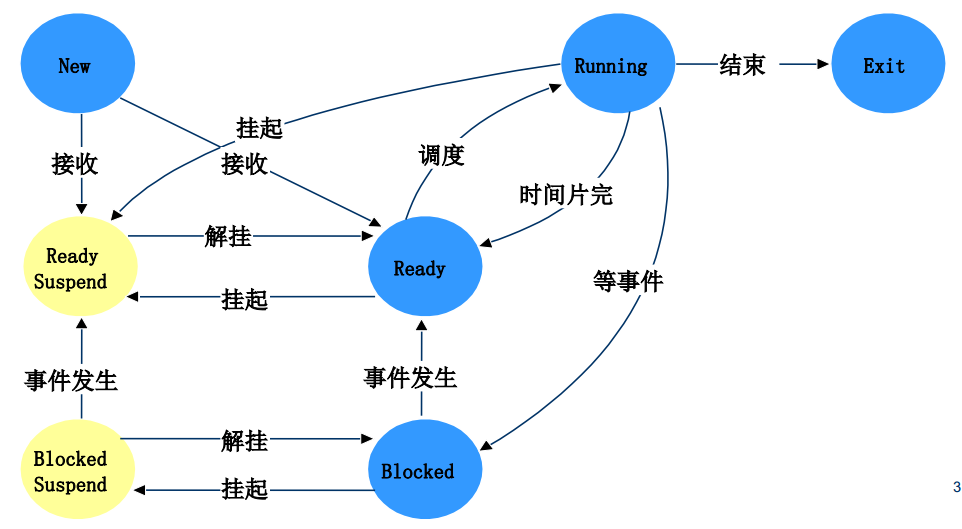 New
Running
结束
Exit
挂起
接收
接收
调度
时间片完
Ready
Suspend
解挂
Ready
挂起
等事件
事件发生
事件发生
Blocked
Suspend
解挂
Blocked
挂起
3